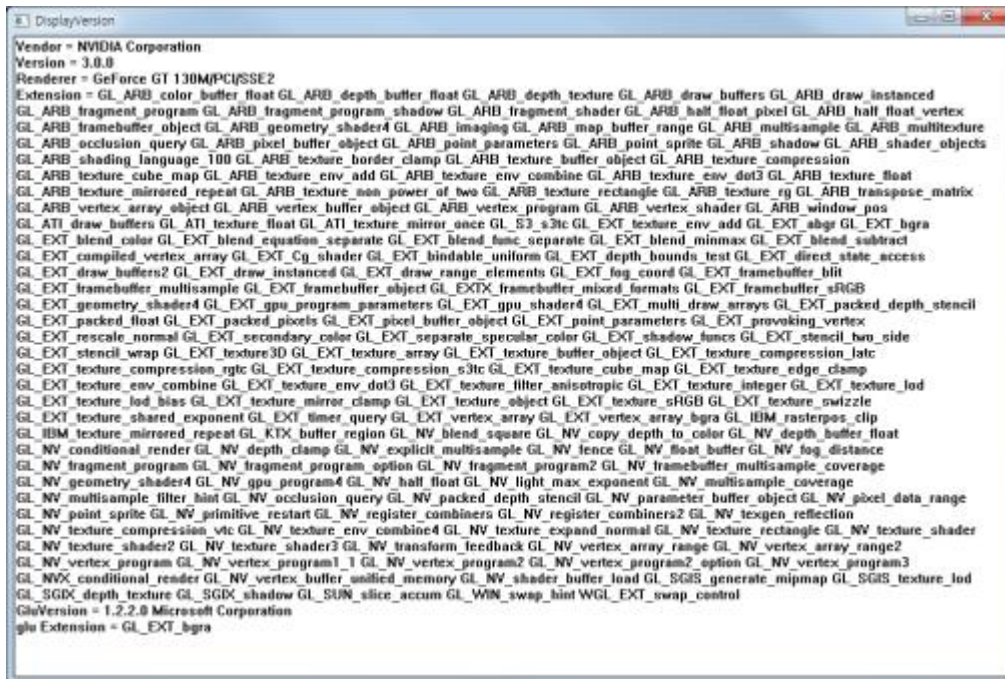 DisplayVersion
Vendor = NVIDIA Corporation
Version = 3.0.0
Renderer = GeForce GT 130M/PCI/SSE2
Extension = GL_ARB_color_buffer_float GL_ARB_depth_buffer_float GL_ARB_depth_texture GL_ARB_draw_buffers GL_ARB_draw_instanced
GL_ARB_fragment_program GL_ARB_fragment_program_shadow GL_ARB_fragment_shader GL_ARB_half_float_pixel GL_ARB_half_float_vertex
GL_ARB_framebuffer_object GL_ARB_geometry_shader4 GL_ARB_imaging GL_ARB_map_buffer_range GL_ARB_multisample GL_ARB_multitexture
GL_ARB_occlusion_query GL_ARB_pixel_buffer_object GL_ARB_point_parameters GL_ARB_point_sprite GL_ARB_shadow GL_ARB_shader_objects
GL_ARB_shading_language_100 GL_ARB_texture_border_clamp GL_ARB_texture_buffer_object GL_ARB_texture_compression
GL_ARB_texture_cube_map GL_ARB_texture_env_add GL_ARB_texture_env_combine GL_ARB_texture_env_dot3 GL_ARB_texture_float
GL_ARB_texture_mirrored_repeat GL_ARB_texture_non_power_of_two GL_ARB_texture_rectangle GL_ARB_texture_rg GL_ARB_transpose_matrix
GL_ARB_vertex_array_object GL_ARB_vertex_buffer_object GL_ARB_vertex_program GL_ARB_vertex_shader GL_ARB_window_pos
GL_ATI_draw_buffers GL_ATI_texture_float GL_ATI_texture_mirror_once GL_S3_s3tc GL_EXT_texture_env_add GL_EXT_abgr GL_EXT_bgra
GL_EXT_blend_color GL_EXT_blend_equation_separate GL_EXT_blend_func_separate GL_EXT_blend_minmax GL_EXT_blend_subtract
GL_EXT_compiled_vertex_array GL_EXT_Cg_shader GL_EXT_bindable_uniform GL_EXT_depth_bounds_test GL_EXT_direct_state_access
GL_EXT_draw_buffers2 GL_EXT_draw_instanced GL_EXT_draw_range_elements GL_EXT_fog_coord GL_EXT_framebuffer_blit
GL_EXT_framebuffer_multisample GL_EXT_framebuffer_object GL_EXTX_framebuffer_mixed_formats GL_EXT_framebuffer_sRGB
GL_EXT_geometry_shader4 GL_EXT_gpu_program_parameters GL_EXT_gpu_shader4 GL_EXT_multi_draw_arrays GL_EXT_packed_depth_stencil
GL_EXT_packed_float GL_EXT_packed_pixels GL_EXT_pixel_buffer_object GL_EXT_point_parameters GL_EXT_provoking_vertex
GL_EXT_rescale_normal GL_EXT_secondary_color GL_EXT_separate_specular_color GL_EXT_shadow_funcs GL_EXT_stencil_two_side
GL_EXT_stencil_wrap GL_EXT_texture3D GL_EXT_texture_array GL_EXT_texture_buffer_object GL_EXT_texture_compression_latc
GL_EXT_texture_compression_rgtc GL_EXT_texture_compression_s3tc GL_EXT_texture_cube_map GL_EXT_texture_edge_clamp
GL_EXT_texture_env_combine GL_EXT_texture_env_dot3 GL_EXT_texture_filter_anisotropic GL_EXT_texture_integer GL_EXT_texture_lod
GL_EXT_texture_lod_bias GL_EXT_texture_mirror_clamp GL_EXT_texture_object GL_EXT_texture_sRGB GL_EXT_texture_swizzle
GL_EXT_texture_shared_exponent GL_EXT_timer_query GL_EXT_vertex_array GL_EXT_vertex_array_bgra GL_IBM_rasterpos_clip
GL_IBM_texture_mirrored_repeat GL_KTX_buffer_region GL_NV_blend_square GL_NV_copy_depth_to_color GL_NV_depth_buffer_float
GL_NV_conditional_render GL_NV_depth_clamp GL_NV_explicit_multisample GL_NV_fence GL_NV_float_buffer GL_NV_fog_distance
GL_NV_fragment_program GL_NV_fragment_program_option GL_NV_fragment_program2 GL_NV_framebuffer_multisample_coverage
GL_NV_geometry_shader4 GL_NV_gpu_program4 GL_NV_half_float GL_NV_light_max_exponent GL_NV_multisample_coverage
GL_NV_multisample_filter_hint GL_NV_occlusion_query GL_NV_packed_depth_stencil GL_NV_parameter_buffer_object GL_NV_pixel_data_range
GL_NV_point_sprite GL_NV_primitive_restart GL_NV_register_combiners GL_NV_register_combiners2 GL_NV_texgen_reflection
GL_NV_texture_compression_vtc GL_NV_texture_env_combine4 GL_NV_texture_expand_normal GL_NV_texture_rectangle GL_NV_texture_shader
GL_NV_texture_shader2 GL_NV_texture_shader3 GL_NV_transform_feedback GL_NV_vertex_array_range GL_NV_vertex_array_range2
GL_NV_vertex_program GL_NV_vertex_program1_1 GL_NV_vertex_program2 GL_NV_vertex_program2_option GL_NV_vertex_program3
GL_NVX_conditional_render GL_NV_vertex_buffer_unified_memory GL_NV_shader_buffer_load GL_SGIS_generate_mipmap GL_SGIS_texture_lod
GL_SGIX_depth_texture GL_SGIX_shadow GL_SUN_slice_accum GL_WIN_swap_hint WGL_EXT_swap_control
GluVersion = 1.2.2.0 Microsoft Corporation
glu Extension = GL_EXT_bgra